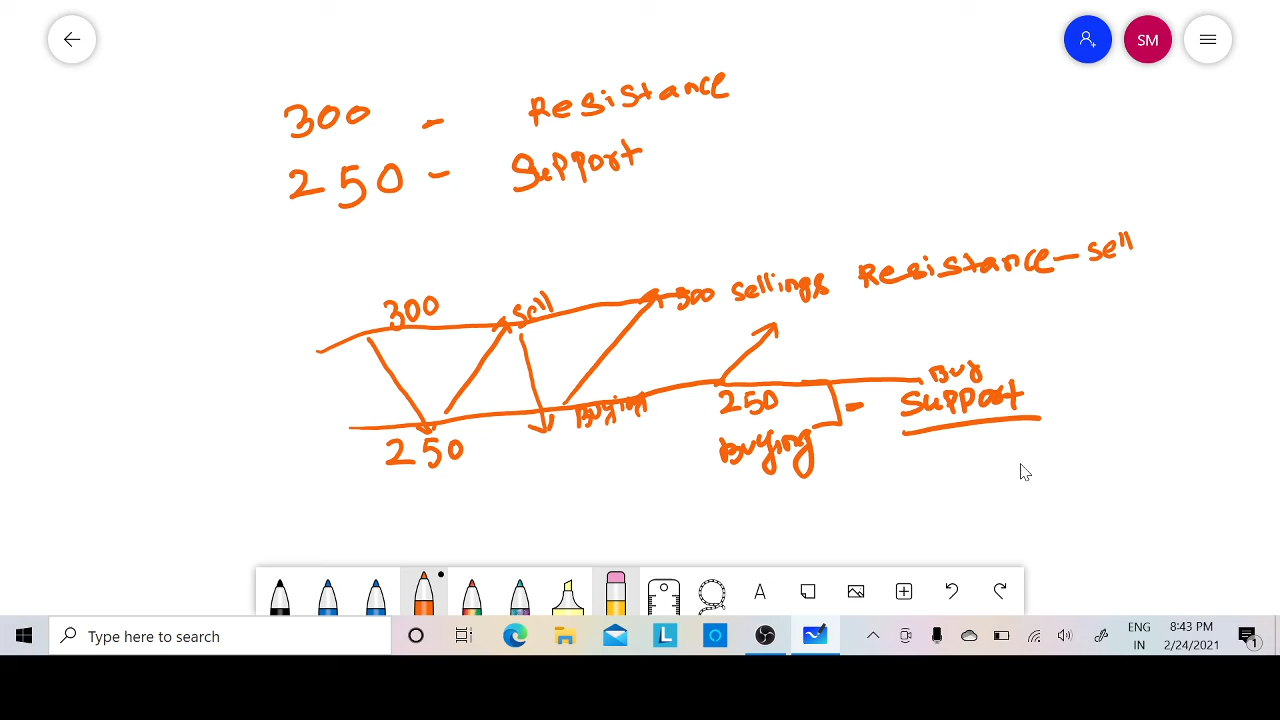 SM
300 - Resistance
250 - Support
300 sell 300 sellings Resistance - sell
250 Buying 250 Buy
Buying - Support
A
Type here to search
L
ENG 8:43 PM
IN 2/24/2021
1